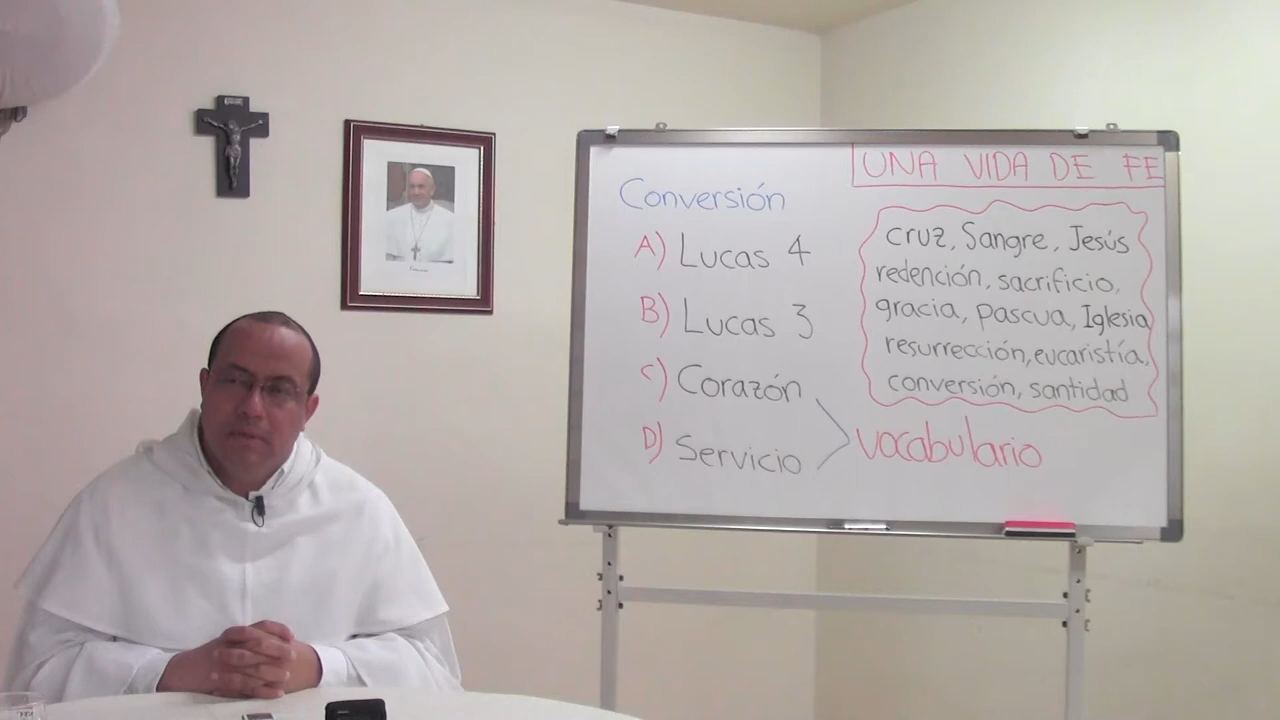 UNA VIDA DE FE
Conversión
A) Lucas 4
B) Lucas 3
C) Corazón
D) Servicio
cruz, Sangre, Jesús
redención, sacrificio,
gracia, pascua, Iglesia
resurrección, eucaristía,
conversión, santidad
vocabulario